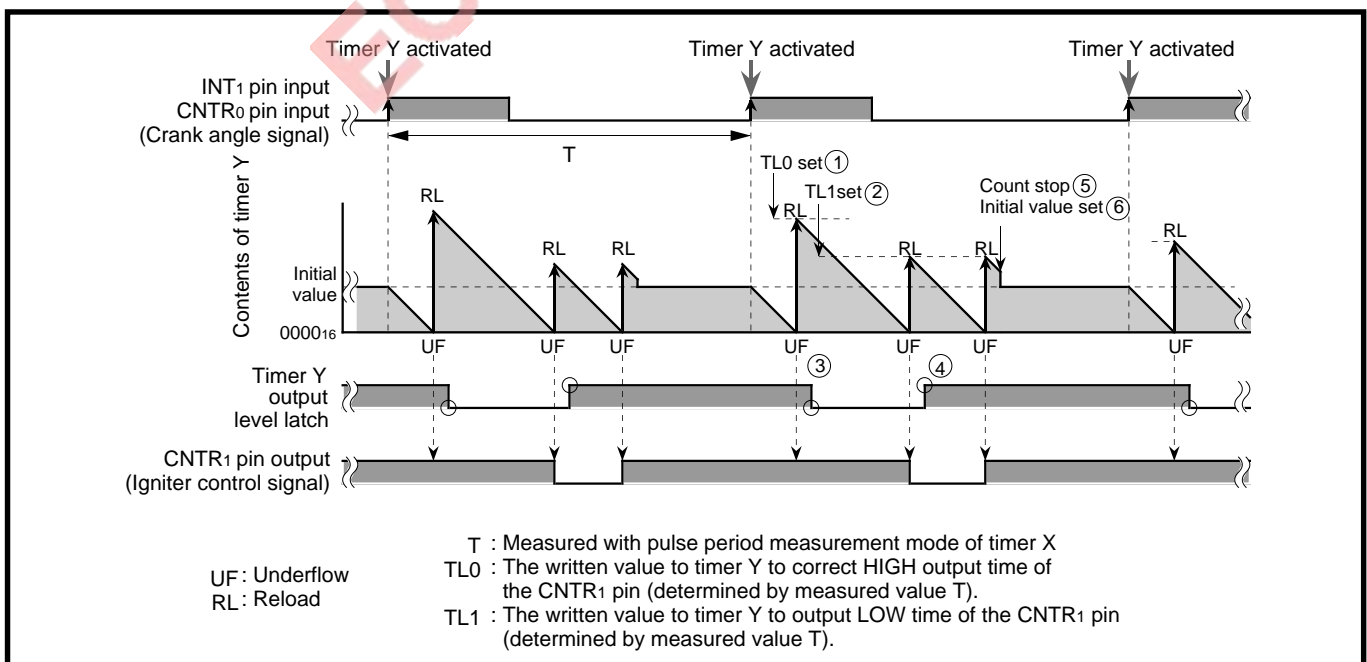 EC
Timer Y activated Timer Y activated Timer Y activated
INT1 pin input
CNTR0 pin input
(Crank angle signal)
T
Contents of timer Y
TL0 set ①
TL1set ②
Count stop ⑤
Initial value set ⑥
RL RL RL RL RL RL RL
Initial
value
000016
UF UF UF UF UF UF UF
③ ④
Timer Y
output
level latch
CNTR1 pin output
(Igniter control signal)
UF : Underflow
RL : Reload
T : Measured with pulse period measurement mode of timer X
TL0 : The written value to timer Y to correct HIGH output time of
the CNTR1 pin (determined by measured value T).
TL1 : The written value to timer Y to output LOW time of the CNTR1 pin
(determined by measured value T).